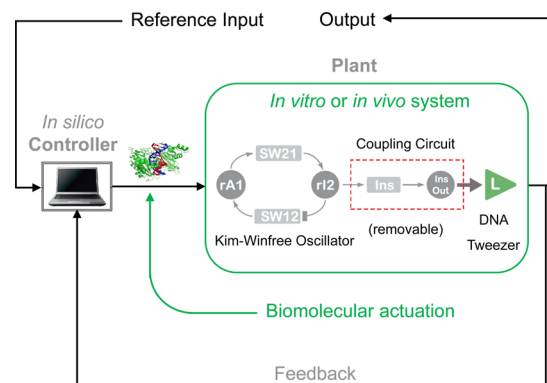 Reference Input
Output
Plant
In vitro or in vivo system
In silico
Controller
Coupling Circuit
SW21
rA1
rI2
Ins
Ins
Out
L
SW12
Kim-Winfree Oscillator
(removable)
DNA
Tweezer
Biomolecular actuation
Feedback